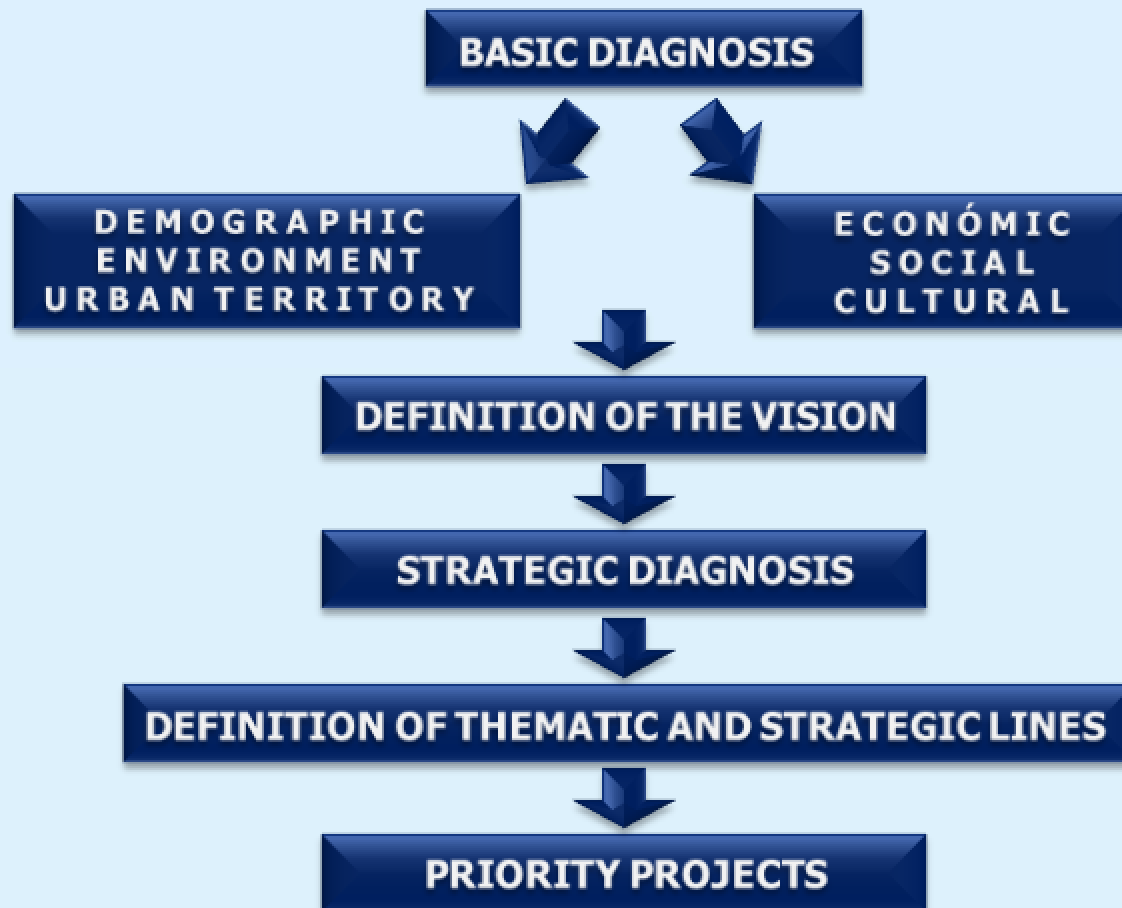 BASIC DIAGNOSIS
DEMOGRAPHIC
ENVIRONMENT
URBAN TERRITORY
ECONÓMIC
SOCIAL
CULTURAL
DEFINITION OF THE VISION
STRATEGIC DIAGNOSIS
DEFINITION OF THEMATIC AND STRATEGIC LINES
PRIORITY PROJECTS